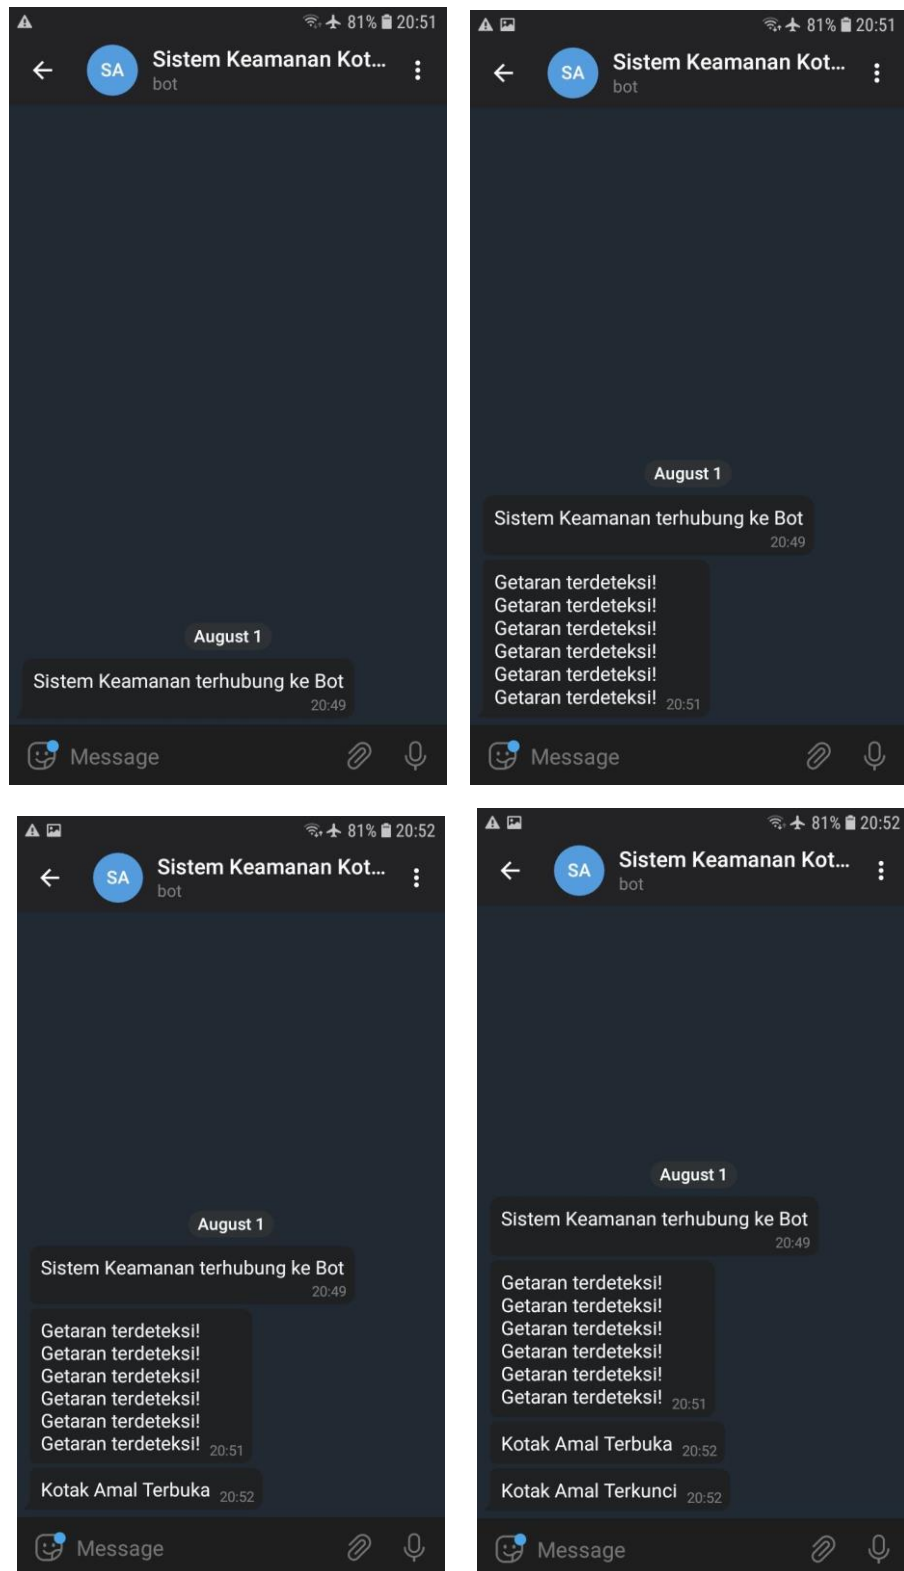 81% 20:51
SA
Sistem Keamanan Kot...
bot
August 1
Sistem Keamanan terhubung ke Bot
20:49
Message
81% 20:51
SA
Sistem Keamanan Kot...
bot
August 1
Sistem Keamanan terhubung ke Bot
20:49
Getaran terdeteksi!
Getaran terdeteksi!
Getaran terdeteksi!
Getaran terdeteksi!
Getaran terdeteksi!
Getaran terdeteksi! 20:51
Message
81% 20:52
SA
Sistem Keamanan Kot...
bot
August 1
Sistem Keamanan terhubung ke Bot
20:49
Getaran terdeteksi!
Getaran terdeteksi!
Getaran terdeteksi!
Getaran terdeteksi!
Getaran terdeteksi!
Getaran terdeteksi! 20:51
Kotak Amal Terbuka 20:52
Message
81% 20:52
SA
Sistem Keamanan Kot...
bot
August 1
Sistem Keamanan terhubung ke Bot
20:49
Getaran terdeteksi!
Getaran terdeteksi!
Getaran terdeteksi!
Getaran terdeteksi!
Getaran terdeteksi!
Getaran terdeteksi! 20:51
Kotak Amal Terbuka 20:52
Kotak Amal Terkunci 20:52
Message